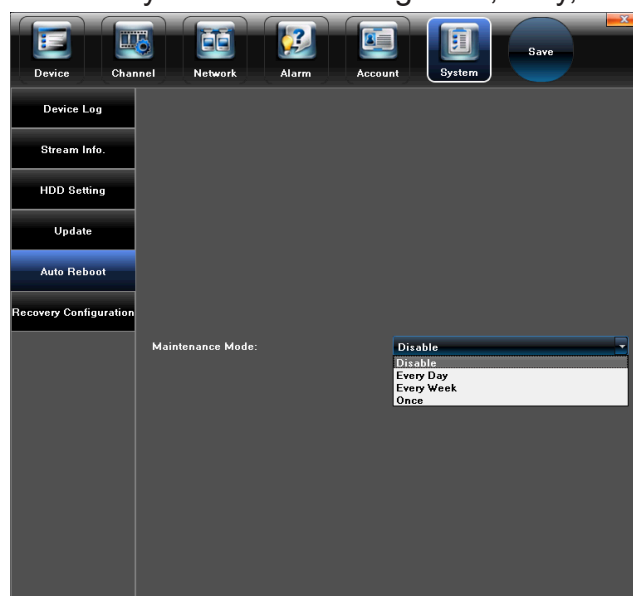 Device Channel Network Alarm Account System Save
Device Log
Stream Info.
HDD Setting
Update
Auto Reboot
Recovery Configuration
Maintenance Mode: Disable
Disable
Every Day
Every Week
Once